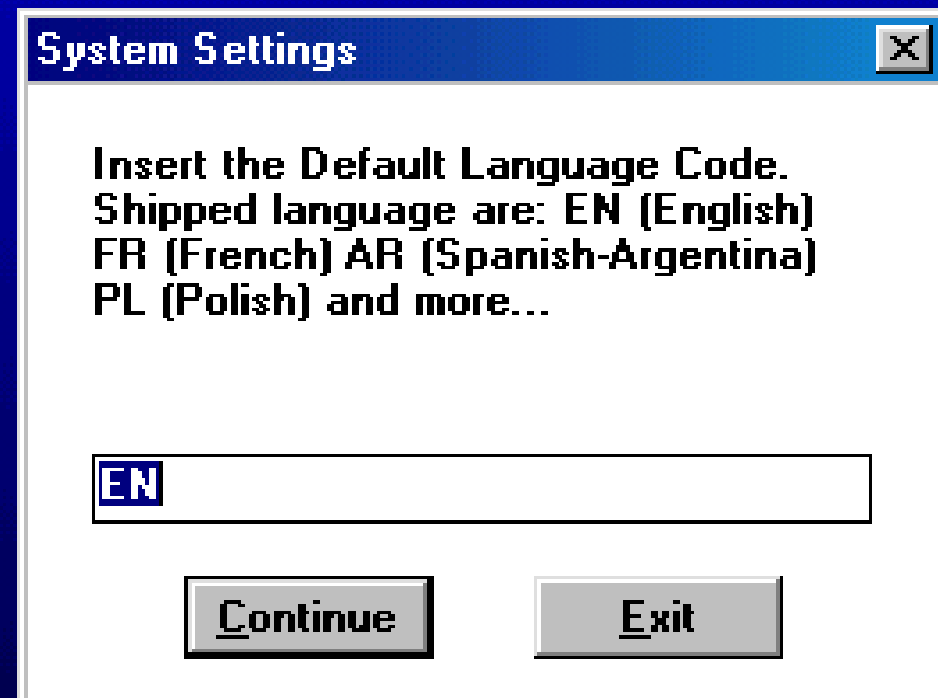 System Settings
Insert the Default Language Code.
Shipped language are: EN (English)
FR (French) AR (Spanish-Argentina)
PL (Polish) and more...
EN
Continue
Exit